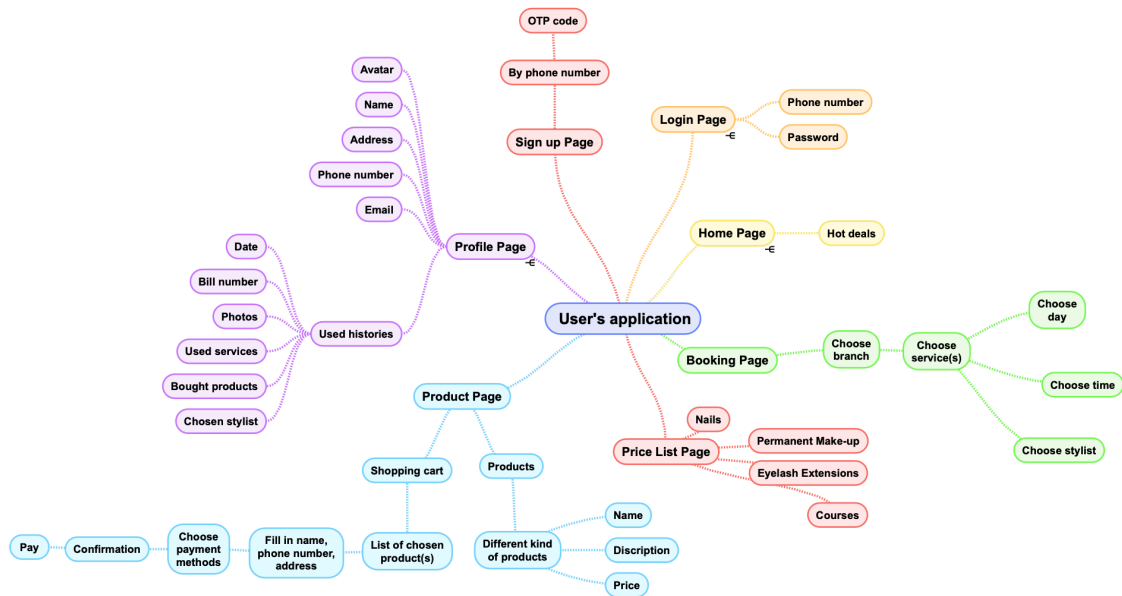 OTP code
By phone number
Sign up Page
Avatar
Name
Address
Phone number
Email
Profile Page
Date
Bill number
Photos
Used services
Bought products
Chosen stylist
Used histories
Login Page
Phone number
Password
Home Page
Hot deals
User's application
Booking Page
Choose
branch
Choose
service(s)
Choose
day
Choose time
Choose stylist
Price List Page
Nails
Permanent Make-up
Eyelash Extensions
Courses
Product Page
Shopping cart
Products
List of chosen
product(s)
Fill in name,
phone number,
address
Choose
payment
methods
Confirmation
Pay
Different kind
of products
Name
Discription
Price